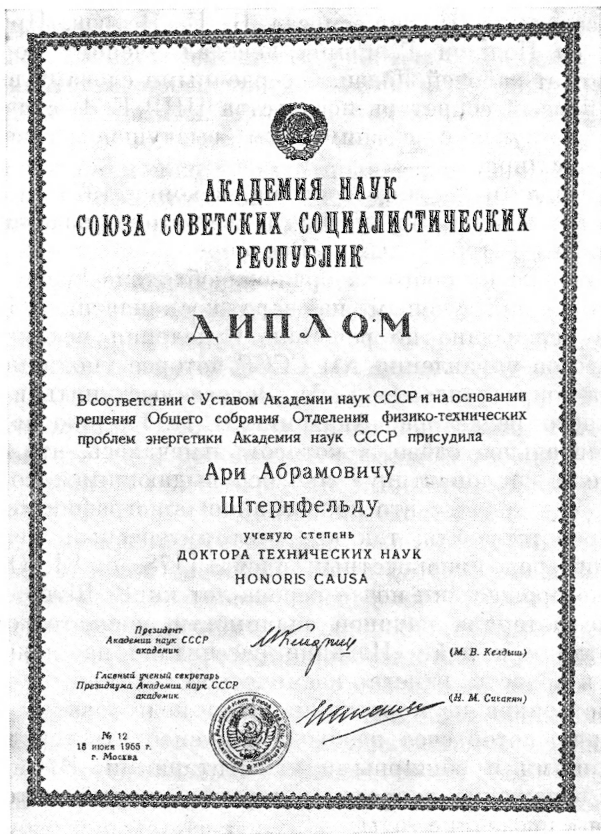 АКАДЕМИЯ НАУК
СОЮЗА СОВЕТСКИХ СОЦИАЛИСТИЧЕСКИХ
РЕСПУБЛИК
ДИПЛОМ
В соответствии с Уставом Академии наук СССР и на основании
решения Общего собрания Отделения физико-технических
проблем энергетики Академия наук СССР присудила
Ари Абрамовичу
Штернфельду
ученую степень
ДОКТОРА ТЕХНИЧЕСКИХ НАУК
HONORIS CAUSA
Президент
Академии наук СССР
академик
(М. В. Келдыш)
Главный ученый секретарь
Президиума Академии наук СССР
академик
(Н. М. Сисакян)
№ 12
18 июня 1965 г.
г. Москва